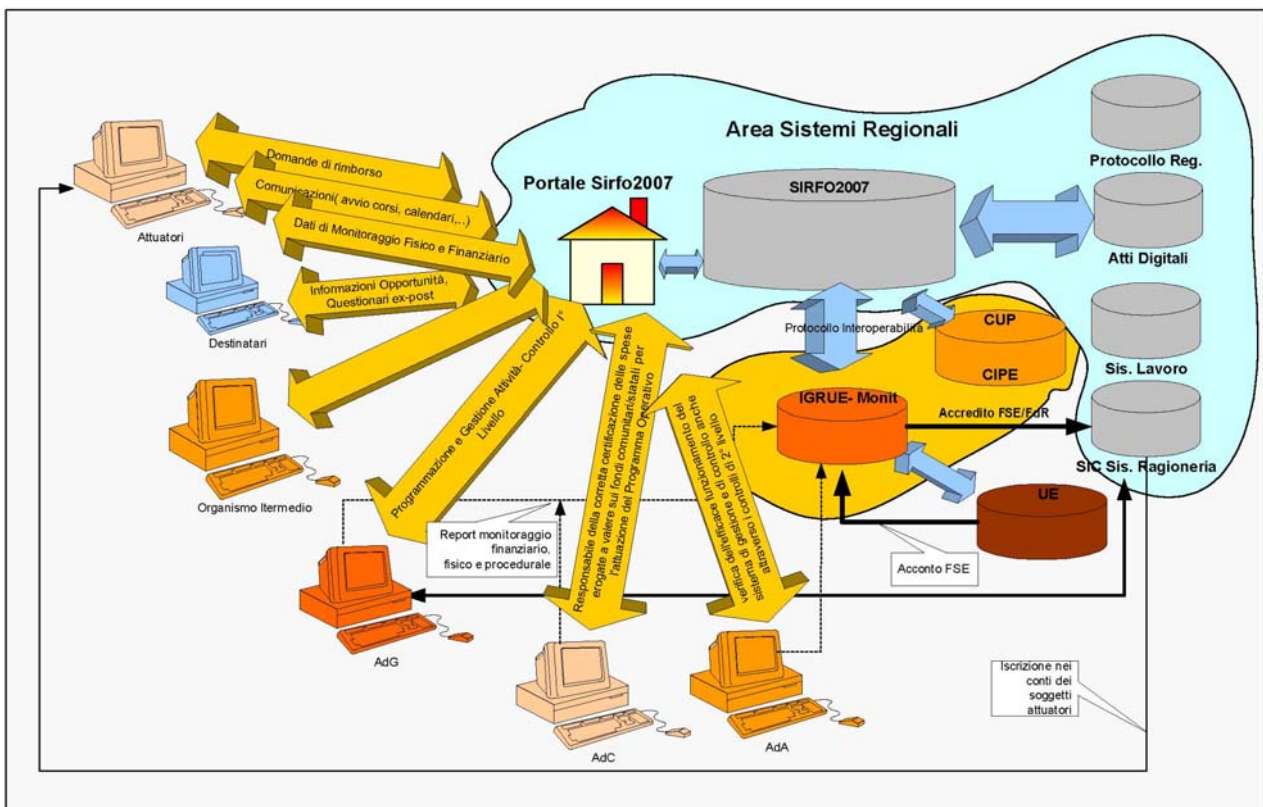 Area Sistemi Regionali
Protocollo Reg.
Portale Sirfo2007
SIRFO2007
Domande di rimborso
Comunicazioni( avvio corsi, calendari,..)
Dati di Monitoraggio Fisico e Finanziario
Attuatori
Atti Digitali
Informazioni Opportunità,
Questionari ex-post
Destinatari
Protocollo Interoperabilità
CUP
CIPE
Sis. Lavoro
IGRUE- Monit
Accredito FSE/FdR
SIC Sis. Ragioneria
UE
Acconto FSE
Organismo Itermedio
Programmazione e Gestione Attività- Controllo I°
Livello
Report monitoraggio
finanziario,
fisico e procedurale
Responsabile della corretta certificazione delle spese
erogate a valere sui fondi comunitari/statali per
l'attuazione del Programma Operativo
verifica dell'efficace funzionamento del
sistema di gestione e di controllo anche
attraverso i controlli di 2° livello
AdG
AdC
AdA
Iscrizione nei
conti dei
soggetti
attuatori